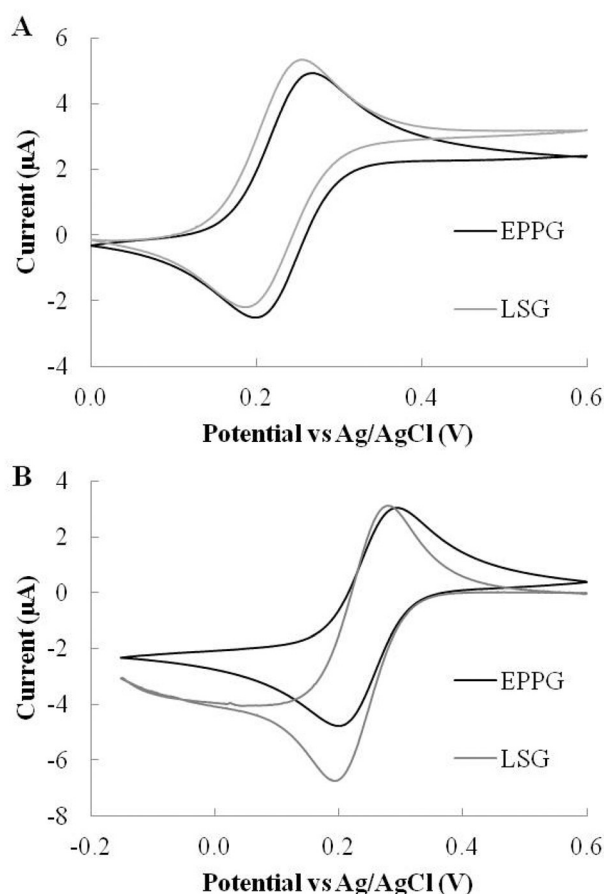 A
6
4
2
0
-2
-4
Current (µA)
EPPG
LSG
0.0 0.2 0.4 0.6
Potential vs Ag/AgCl (V)
B
4
2
0
-2
-4
-6
-8
Current (µA)
EPPG
LSG
-0.2 0.0 0.2 0.4 0.6
Potential vs Ag/AgCl (V)